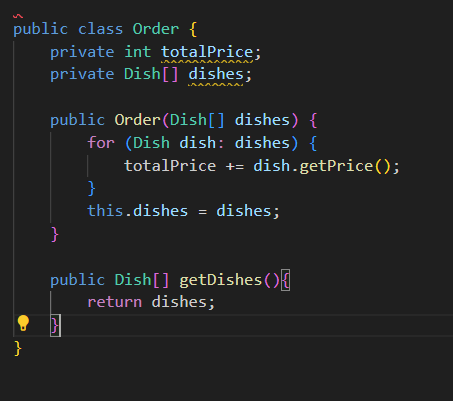 public class Order {
    private int totalPrice;
    private Dish[] dishes;

    public Order(Dish[] dishes) {
        for (Dish dish: dishes) {
            totalPrice += dish.getPrice();
        }
        this.dishes = dishes;
    }

    public Dish[] getDishes(){
        return dishes;
    }
}